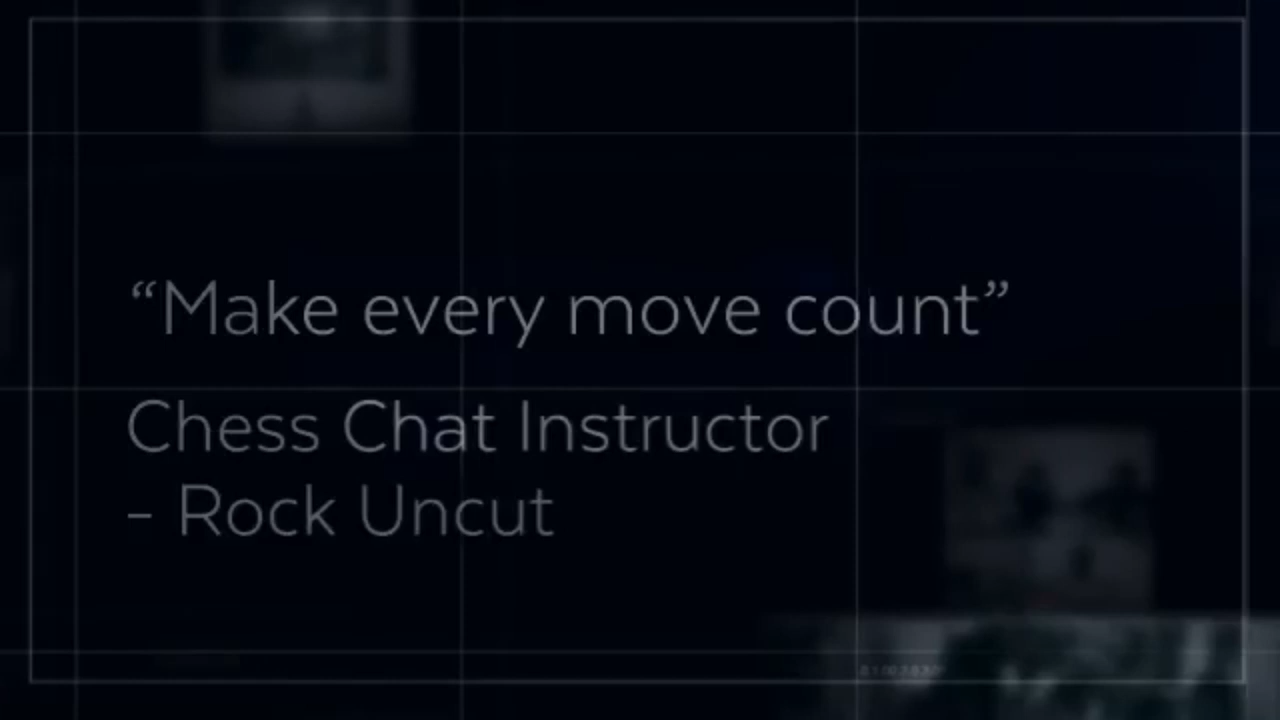 “Make every move count”
Chess Chat Instructor
- Rock Uncut